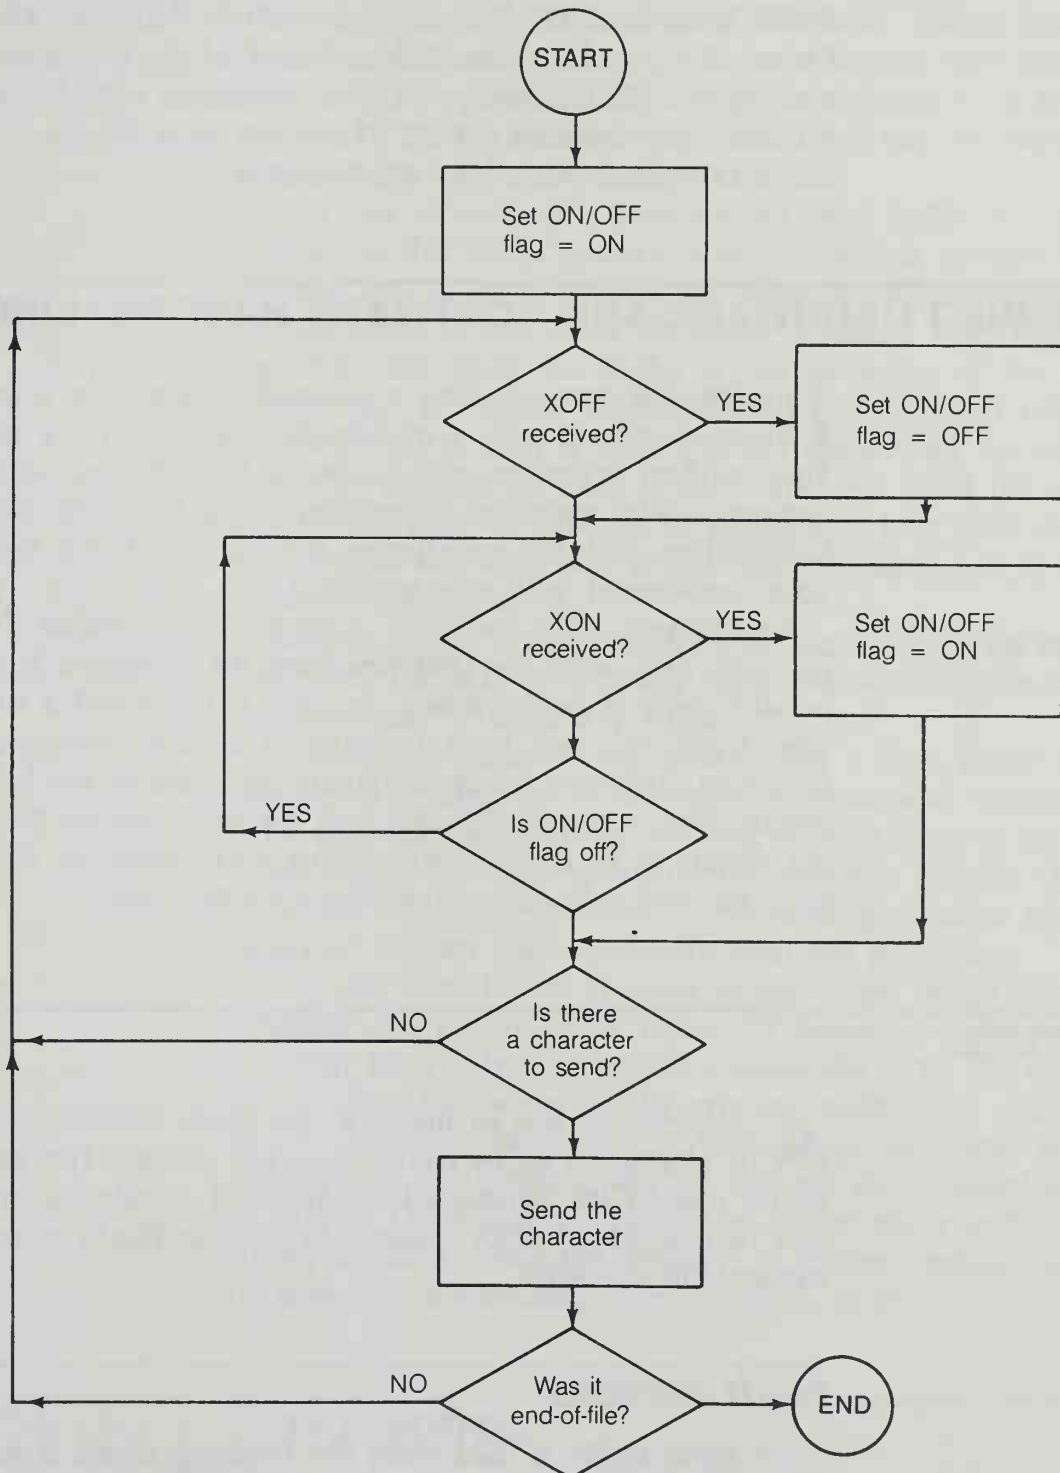 START
Set ON/OFF
flag = ON
XOFF
received?
YES
Set ON/OFF
flag = OFF
XON
received?
YES
Set ON/OFF
flag = ON
YES
Is ON/OFF
flag off?
NO
Is there
a character
to send?
Send the
character
NO
Was it
end-of-file?
END